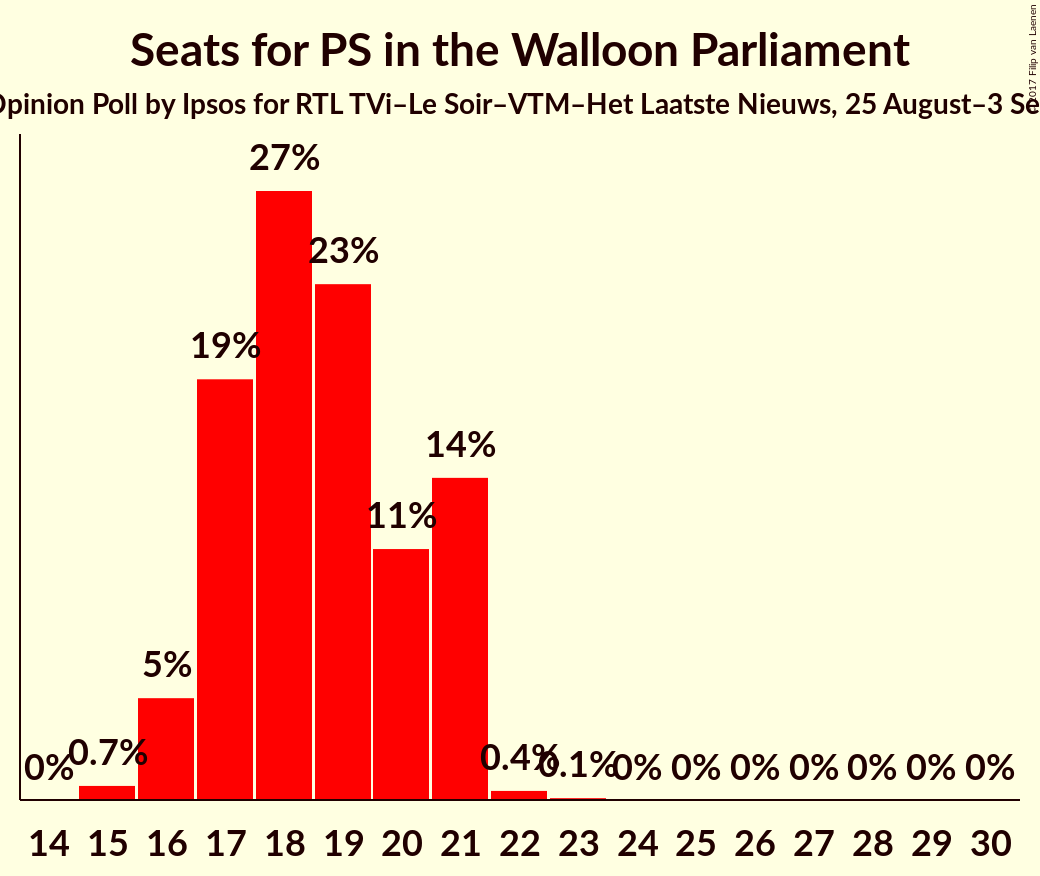 Seats for PS in the Walloon Parliament
Opinion Poll by Ipsos for RTL TVi–Le Soir–VTM–Het Laatste Nieuws, 25 August–3
© 2017 Filip van Laenen
27%
23%
19%
14%
11%
5%
0% 0.7% 0.4% 0.1% 0% 0% 0% 0% 0% 0% 0%
14 15 16 17 18 19 20 21 22 23 24 25 26 27 28 29 30